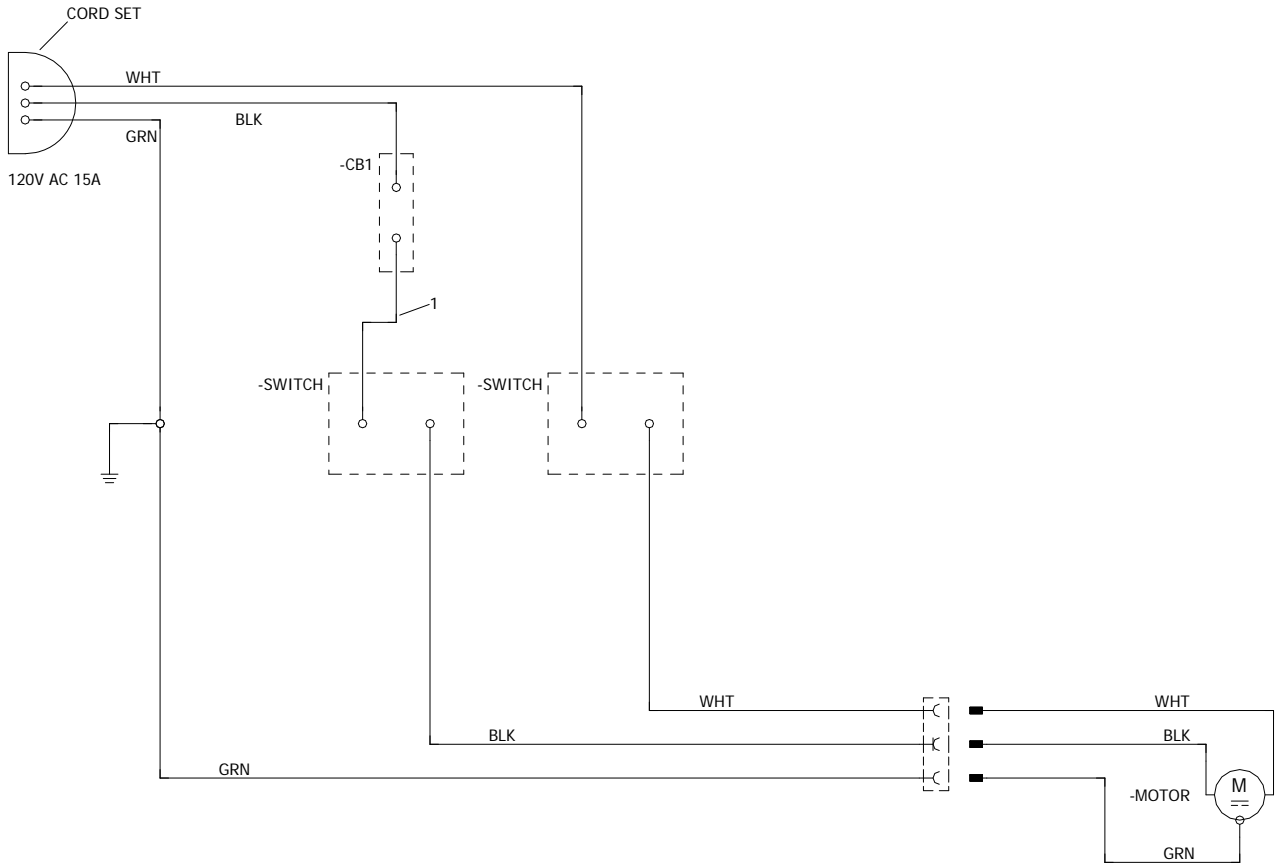 CORD SET
WHT
BLK
GRN
-CB1
120V AC 15A
1
-SWITCH
-SWITCH
WHT
WHT
BLK
BLK
GRN
M
-MOTOR
GRN